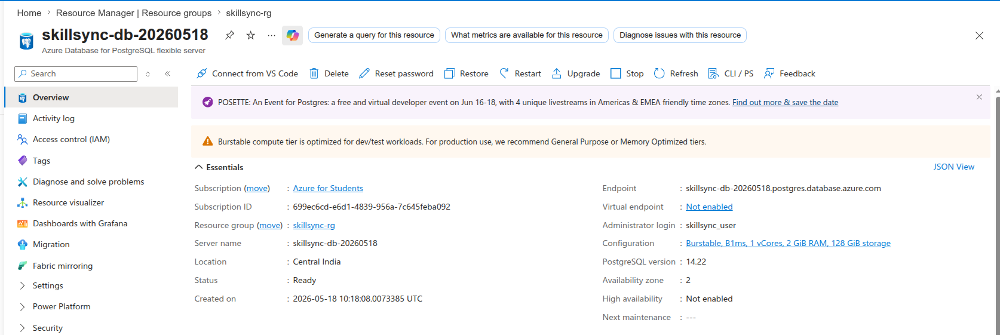 Home > Resource Manager | Resource groups > skillsync-rg
skillsync-db-20260518
Generate a query for this resource
What metrics are available for this resource
Diagnose issues with this resource
Azure Database for PostgreSQL flexible server
Search
Connect from VS Code
Delete
Reset password
Restore
Restart
Upgrade
Stop
Refresh
CLI / PS
Feedback
Overview
Activity log
Access control (IAM)
Tags
Diagnose and solve problems
Resource visualizer
Dashboards with Grafana
Migration
Fabric mirroring
Settings
Power Platform
Security
POSETTE: An Event for Postgres: a free and virtual developer event on Jun 16-18, with 4 unique livestreams in Americas & EMEA friendly time zones. Find out more & save the date
Burstable compute tier is optimized for dev/test workloads. For production use, we recommend General Purpose or Memory Optimized tiers.
Essentials
JSON View
Subscription (move) : Azure for Students
Subscription ID : 699ec6cd-e6d1-4839-956a-7c645feba092
Resource group (move) : skillsync-rg
Server name : skillsync-db-20260518
Location : Central India
Status : Ready
Created on : 2026-05-18 10:18:08.0073385 UTC
Endpoint : skillsync-db-20260518.postgres.database.azure.com
Virtual endpoint : Not enabled
Administrator login : skillsync_user
Configuration : Burstable, B1ms, 1 vCores, 2 GiB RAM, 128 GiB storage
PostgreSQL version : 14.22
Availability zone : 2
High availability : Not enabled
Next maintenance : ---